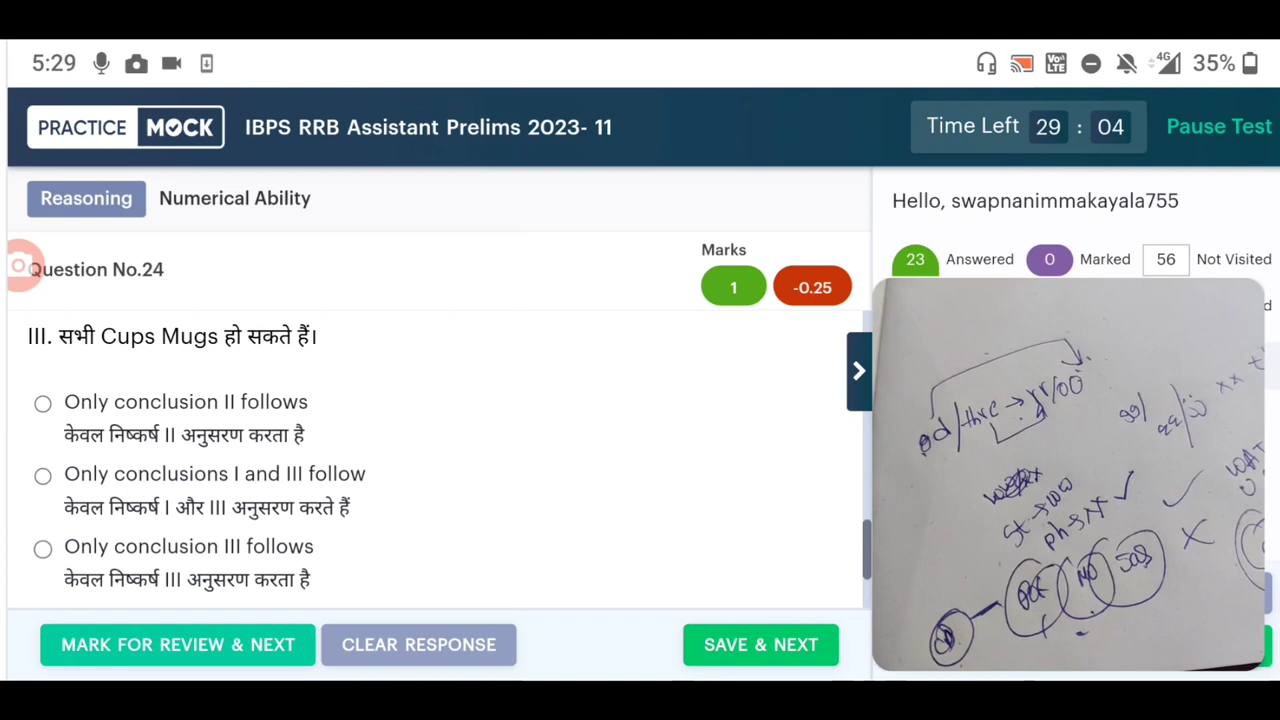 5:29 VoLTE 4G 35%
PRACTICE MOCK IBPS RRB Assistant Prelims 2023- 11 Time Left 29 : 04 Pause Test
Reasoning Numerical Ability
Hello, swapnanimmakayala755
Question No.24
Marks
1 -0.25
23 Answered 0 Marked 56 Not Visited
III. सभी Cups Mugs हो सकते हैं।
Only conclusion II follows
केवल निष्कर्ष II अनुसरण करता है
Only conclusions I and III follow
केवल निष्कर्ष I और III अनुसरण करते हैं
Only conclusion III follows
केवल निष्कर्ष III अनुसरण करता है
MARK FOR REVIEW & NEXT CLEAR RESPONSE SAVE & NEXT